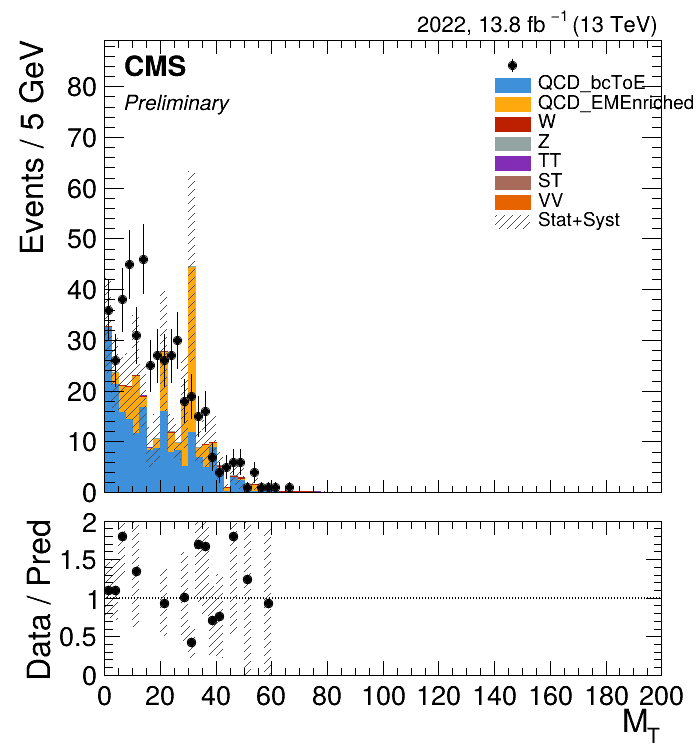 2022, 13.8 fb⁻¹ (13 TeV)
Events / 5 GeV
CMS
Preliminary
QCD_bcToE
QCD_EMEnriched
W
Z
TT
ST
VV
Stat+Syst
80
70
60
50
40
30
20
10
0
Data / Pred
2
1.5
1
0.5
0
0 20 40 60 80 100 120 140 160 180 200
M_T